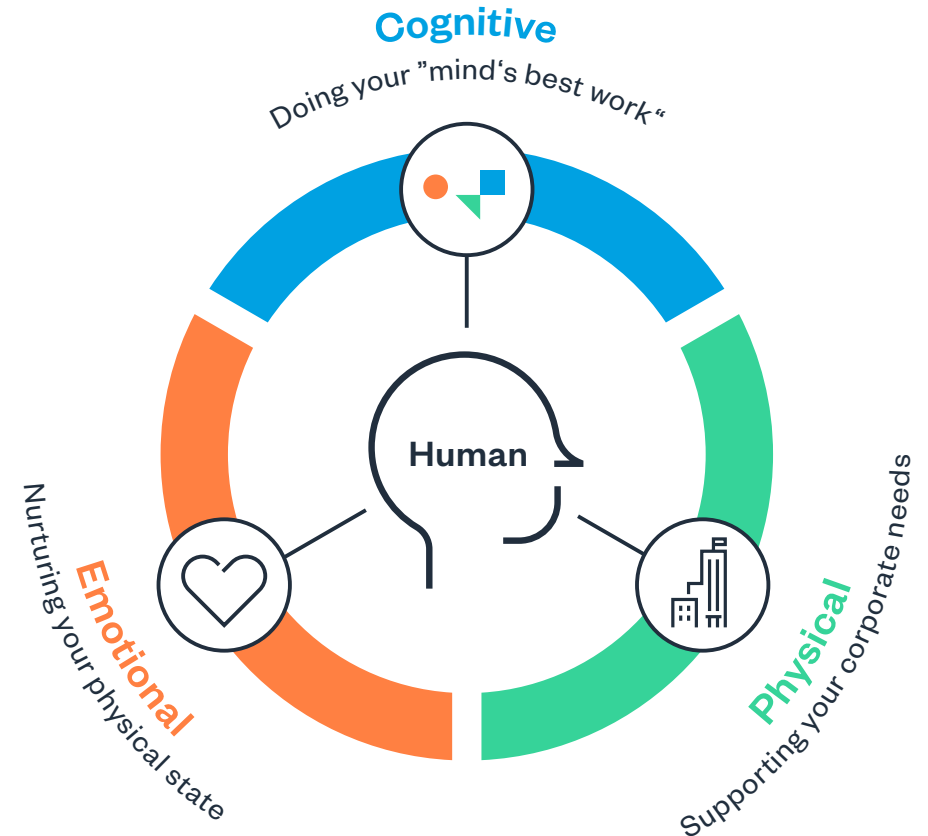 Cognitive
Doing your ”mind‘s best work“
Human
Emotional
Nurturing your physical state
Physical
Supporting your corporate needs